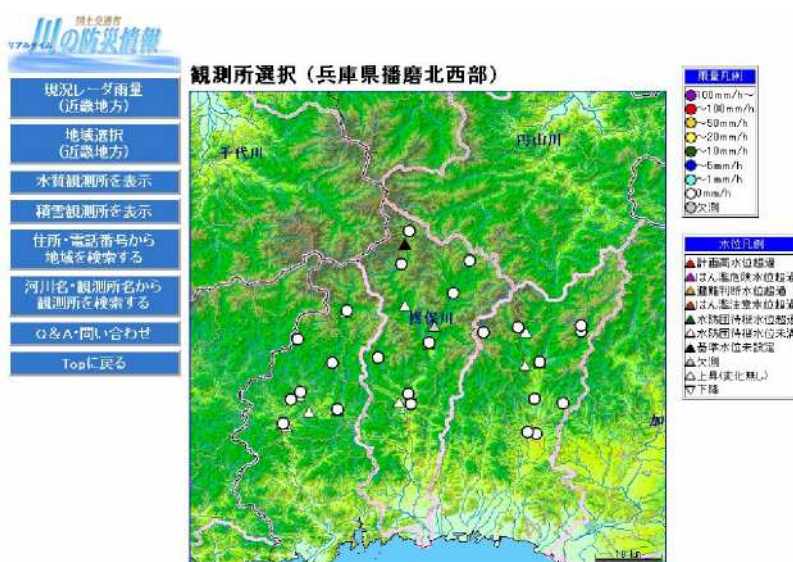 国土交通省
リアルタイム
川の防災情報
現況レーダ雨量
(近畿地方)
地域選択
(近畿地方)
水質観測所を表示
積雪観測所を表示
住所・電話番号から
地域を検索する
河川名・観測所名から
観測所を検索する
Q&A・問い合わせ
Topに戻る
観測所選択(兵庫県播磨北西部)
千代川
円山川
揖保川
加
10 km
雨量凡例
100mm/h～
～100mm/h
～50mm/h
～20mm/h
～10mm/h
～5mm/h
～1mm/h
0mm/h
欠測
水位凡例
計画高水位超過
はん濫危険水位超過
避難判断水位超過
はん濫注意水位超過
水防団待機水位超過
水防団待機水位未満
基準水位未設定
欠測
上昇(変化無し)
下降